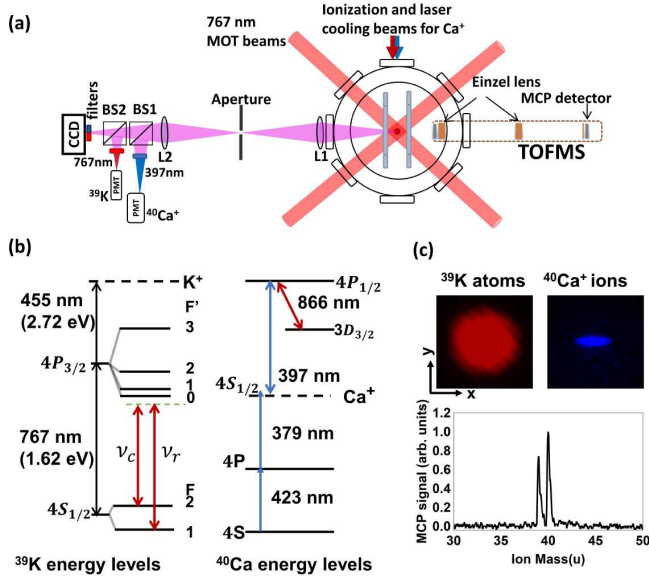 (a)
767 nm
MOT beams
Ionization and laser
cooling beams for Ca⁺
Einzel lens
MCP detector
TOFMS
CCD
filters
BS2
BS1
L2
Aperture
L1
767nm
397nm
PMT
³⁹K
PMT
⁴⁰Ca⁺
(b)
455 nm
(2.72 eV)
K⁺
F'
3
4P₃/₂
2
1
0
767 nm
(1.62 eV)
ν_c
ν_r
F
2
4S₁/₂
1
³⁹K energy levels
4P₁/₂
866 nm
3D₃/₂
397 nm
4S₁/₂
Ca⁺
379 nm
4P
423 nm
4S
⁴⁰Ca energy levels
(c)
³⁹K atoms
⁴⁰Ca⁺ ions
y
x
MCP signal (arb. units)
1.2
1.0
0.8
0.6
0.4
0.2
0.0
30 35 40 45 50
Ion Mass(u)